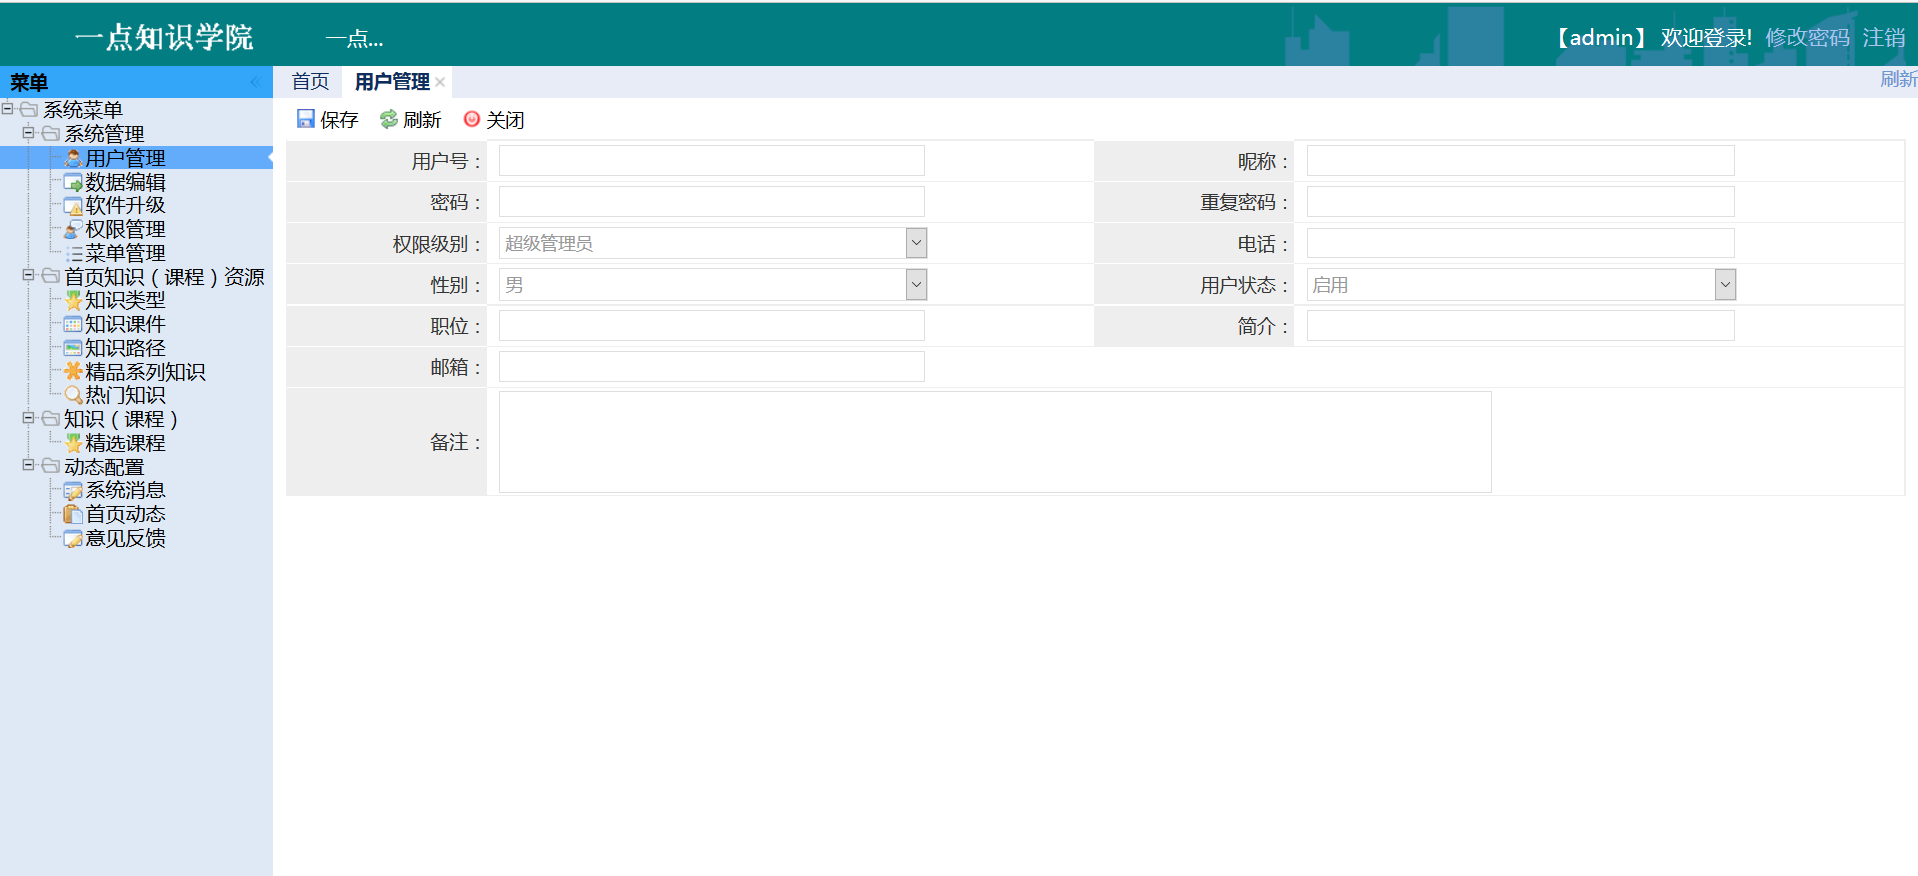 一点知识学院 一点... 【admin】 欢迎登录! 修改密码 注销
菜单
首页 用户管理 刷新
保存 刷新 关闭
系统菜单
系统管理
用户管理
数据编辑
软件升级
权限管理
菜单管理
首页知识（课程）资源
知识类型
知识课件
知识路径
精品系列知识
热门知识
知识（课程）
精选课程
动态配置
系统消息
首页动态
意见反馈
用户号： 昵称：
密码： 重复密码：
权限级别： 超级管理员 电话：
性别： 男 用户状态： 启用
职位： 简介：
邮箱：
备注：